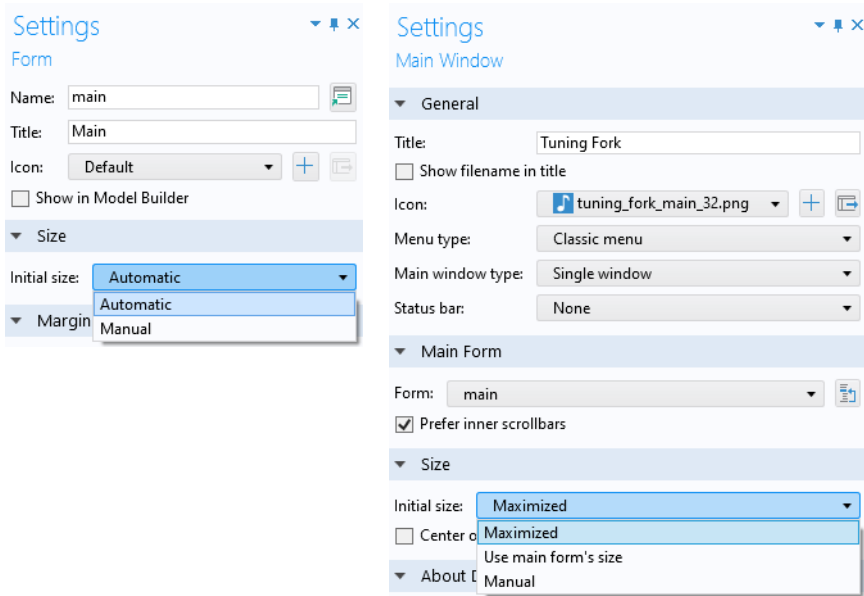 Settings
Form
Name: main
Title: Main
Icon: Default
Show in Model Builder
Size
Initial size: Automatic
Automatic
Manual
Margin
Settings
Main Window
General
Title: Tuning Fork
Show filename in title
Icon: tuning_fork_main_32.png
Menu type: Classic menu
Main window type: Single window
Status bar: None
Main Form
Form: main
Prefer inner scrollbars
Size
Initial size: Maximized
Center o
Maximized
Use main form's size
Manual
About D